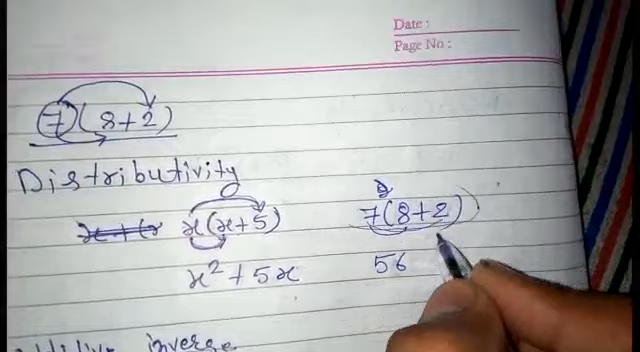 Date :
Page No :
7(8+2)
Distributivity
x(x+5) 7(8+2)
x²+5x 56
inverse